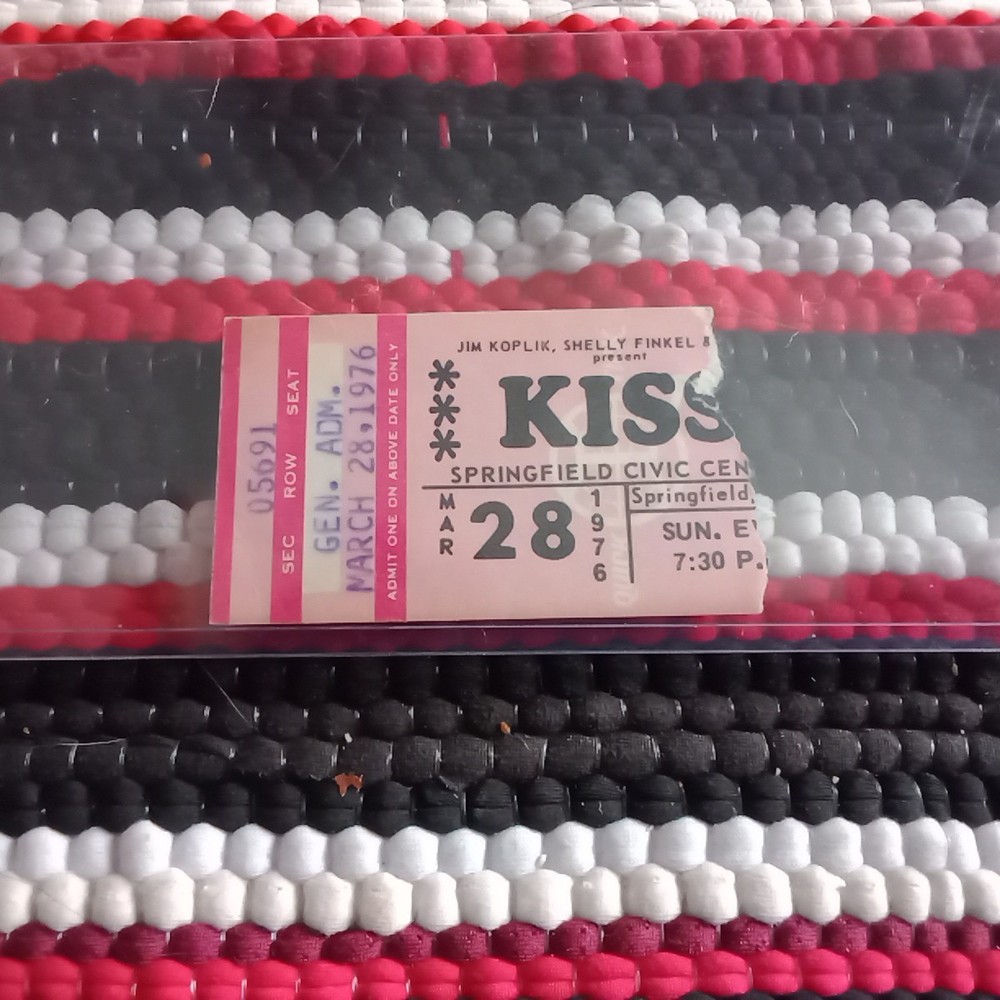 05691
SEC ROW SEAT
GEN. ADM.
MARCH 28,1976
ADMIT ONE ON ABOVE DATE ONLY
JIM KOPLIK, SHELLY FINKEL &
present
***
KISS
SPRINGFIELD CIVIC CEN
MAR
28
1976
Springfield,
SUN. EV
7:30 P.